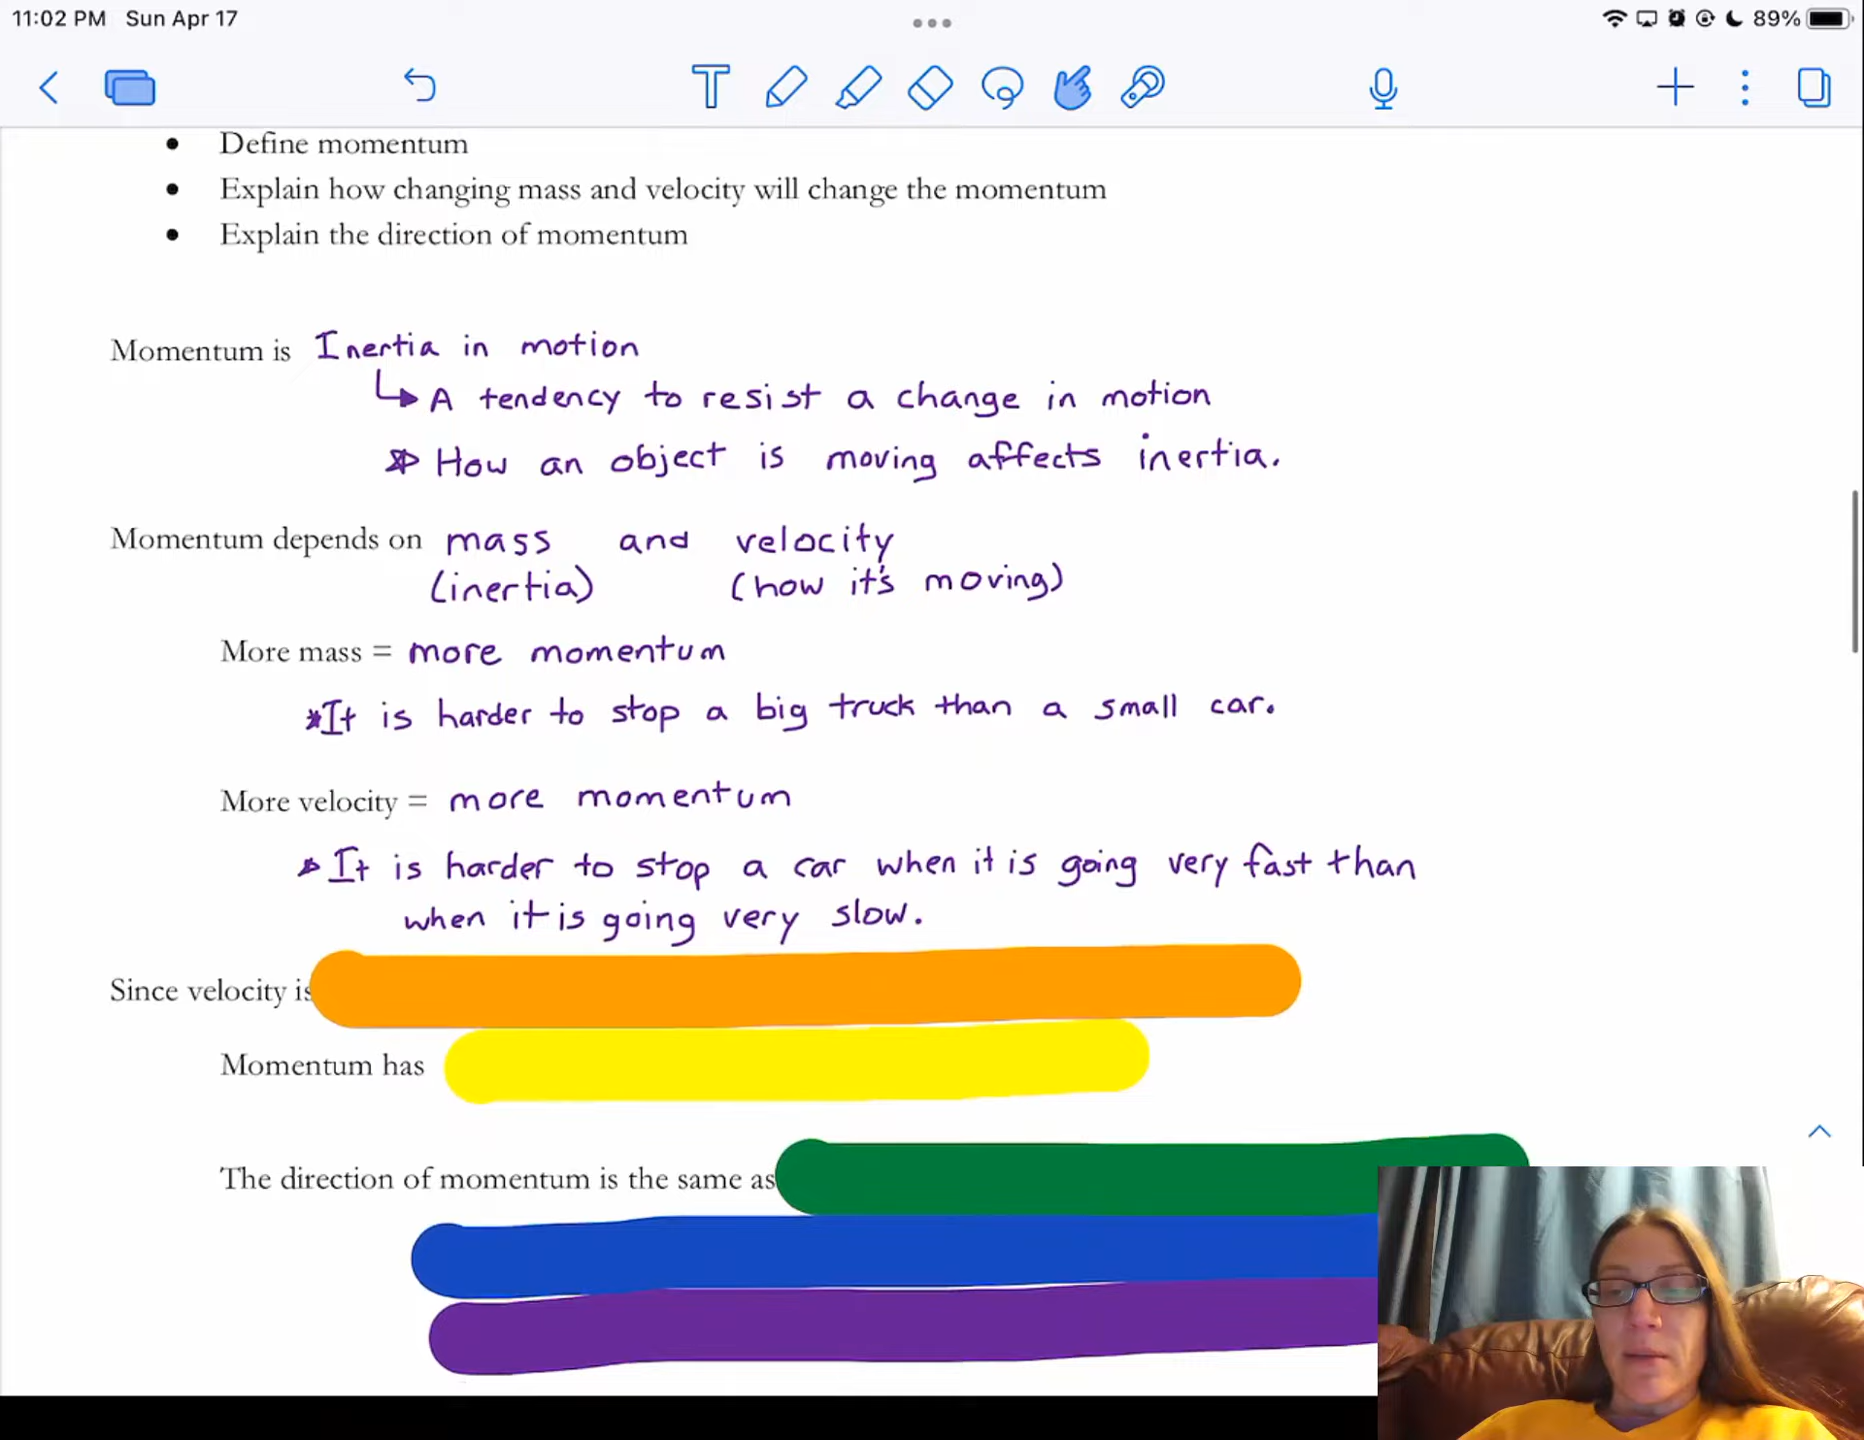 11:02 PM Sun Apr 17
89%
T
• Define momentum
• Explain how changing mass and velocity will change the momentum
• Explain the direction of momentum
Momentum is Inertia in motion
A tendency to resist a change in motion
How an object is moving affects inertia.
Momentum depends on mass and velocity
(inertia) (how it's moving)
More mass = more momentum
*It is harder to stop a big truck than a small car.
More velocity = more momentum
It is harder to stop a car when it is going very fast than
when it is going very slow.
Since velocity is
Momentum has
The direction of momentum is the same as